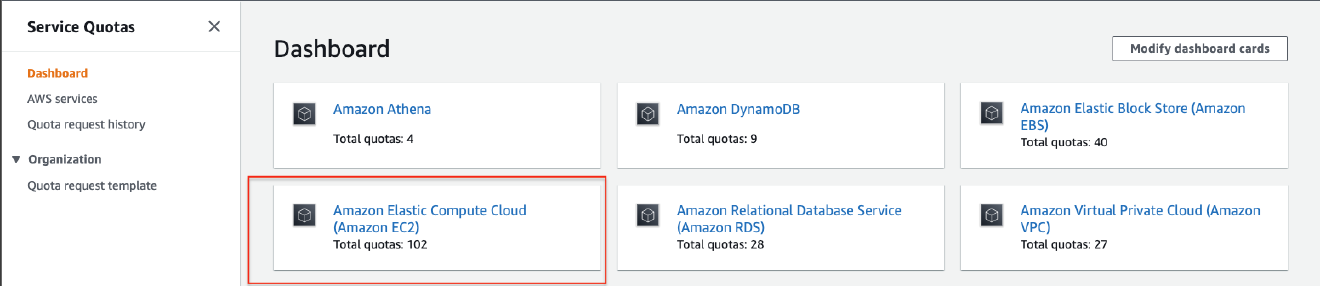 Service Quotas
Dashboard
AWS services
Quota request history
Organization
Quota request template
Dashboard
Modify dashboard cards
Amazon Athena
Total quotas: 4
Amazon DynamoDB
Total quotas: 9
Amazon Elastic Block Store (Amazon
EBS)
Total quotas: 40
Amazon Elastic Compute Cloud
(Amazon EC2)
Total quotas: 102
Amazon Relational Database Service
(Amazon RDS)
Total quotas: 28
Amazon Virtual Private Cloud (Amazon
VPC)
Total quotas: 27